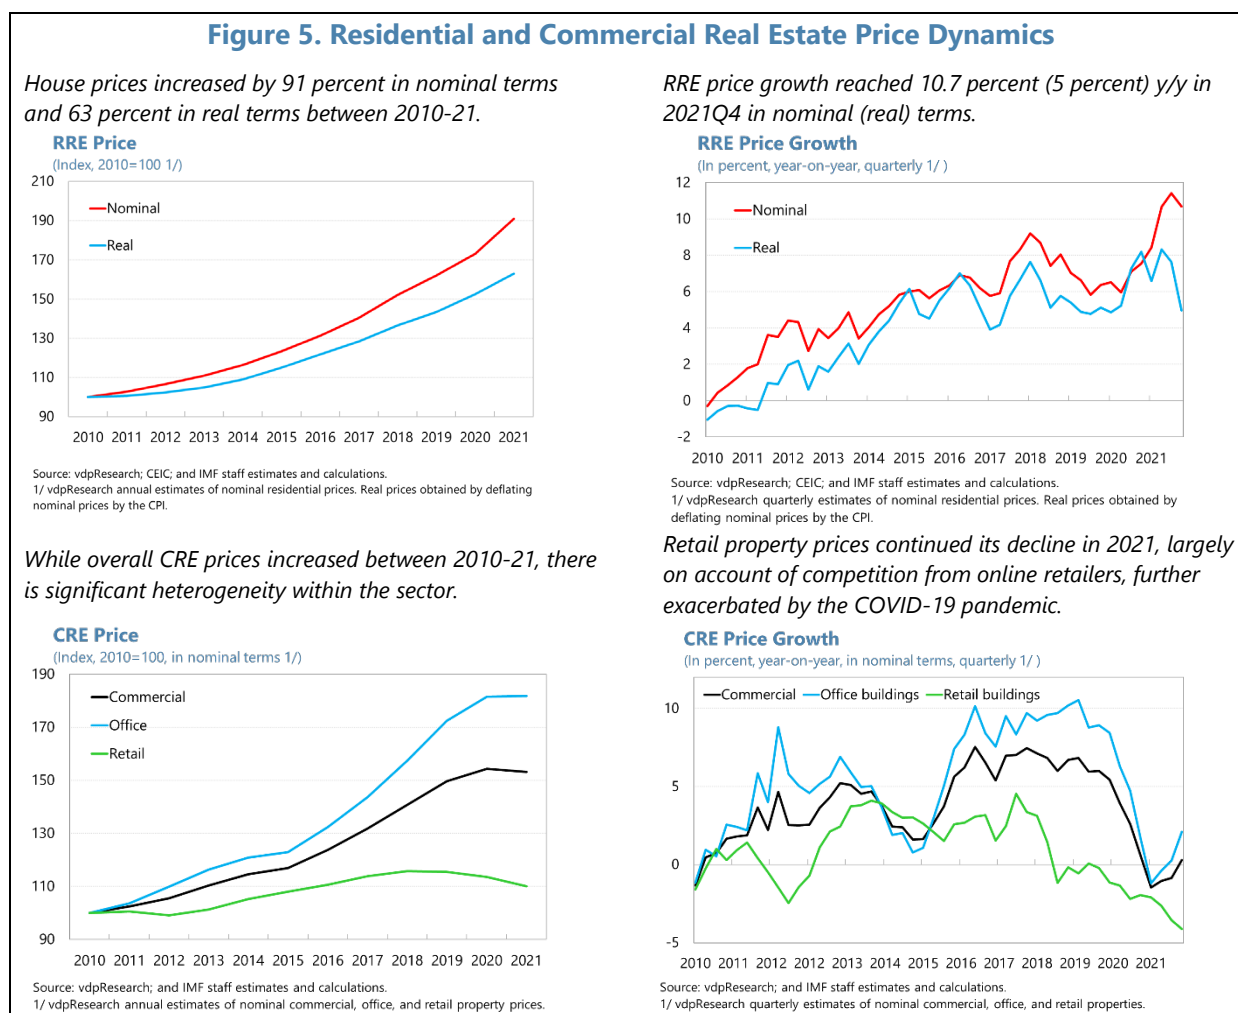 Figure 5. Residential and Commercial Real Estate Price Dynamics
House prices increased by 91 percent in nominal terms
and 63 percent in real terms between 2010-21.
RRE Price
(Index, 2010=100 1/)
210
190
170
150
130
110
90
Nominal
Real
2010 2011 2012 2013 2014 2015 2016 2017 2018 2019 2020 2021
Source: vdpResearch; CEIC; and IMF staff estimates and calculations.
1/ vdpResearch annual estimates of nominal residential prices. Real prices obtained by deflating
nominal prices by the CPI.
RRE price growth reached 10.7 percent (5 percent) y/y in
2021Q4 in nominal (real) terms.
RRE Price Growth
(In percent, year-on-year, quarterly 1/ )
12
10
8
6
4
2
0
-2
Nominal
Real
2010 2011 2012 2013 2014 2015 2016 2017 2018 2019 2020 2021
Source: vdpResearch; CEIC; and IMF staff estimates and calculations.
1/ vdpResearch quarterly estimates of nominal residential prices. Real prices obtained by
deflating nominal prices by the CPI.
While overall CRE prices increased between 2010-21, there
is significant heterogeneity within the sector.
CRE Price
(Index, 2010=100, in nominal terms 1/)
190
170
150
130
110
90
Commercial
Office
Retail
2010 2011 2012 2013 2014 2015 2016 2017 2018 2019 2020 2021
Source: vdpResearch; and IMF staff estimates and calculations.
1/ vdpResearch annual estimates of nominal commercial, office, and retail property prices.
Retail property prices continued its decline in 2021, largely
on account of competition from online retailers, further
exacerbated by the COVID-19 pandemic.
CRE Price Growth
(In percent, year-on-year, in nominal terms, quarterly 1/ )
10
5
0
-5
Commercial Office buildings Retail buildings
2010 2011 2012 2013 2014 2015 2016 2017 2018 2019 2020 2021
Source: vdpResearch; and IMF staff estimates and calculations.
1/ vdpResearch quarterly estimates of nominal commercial, office, and retail properties.